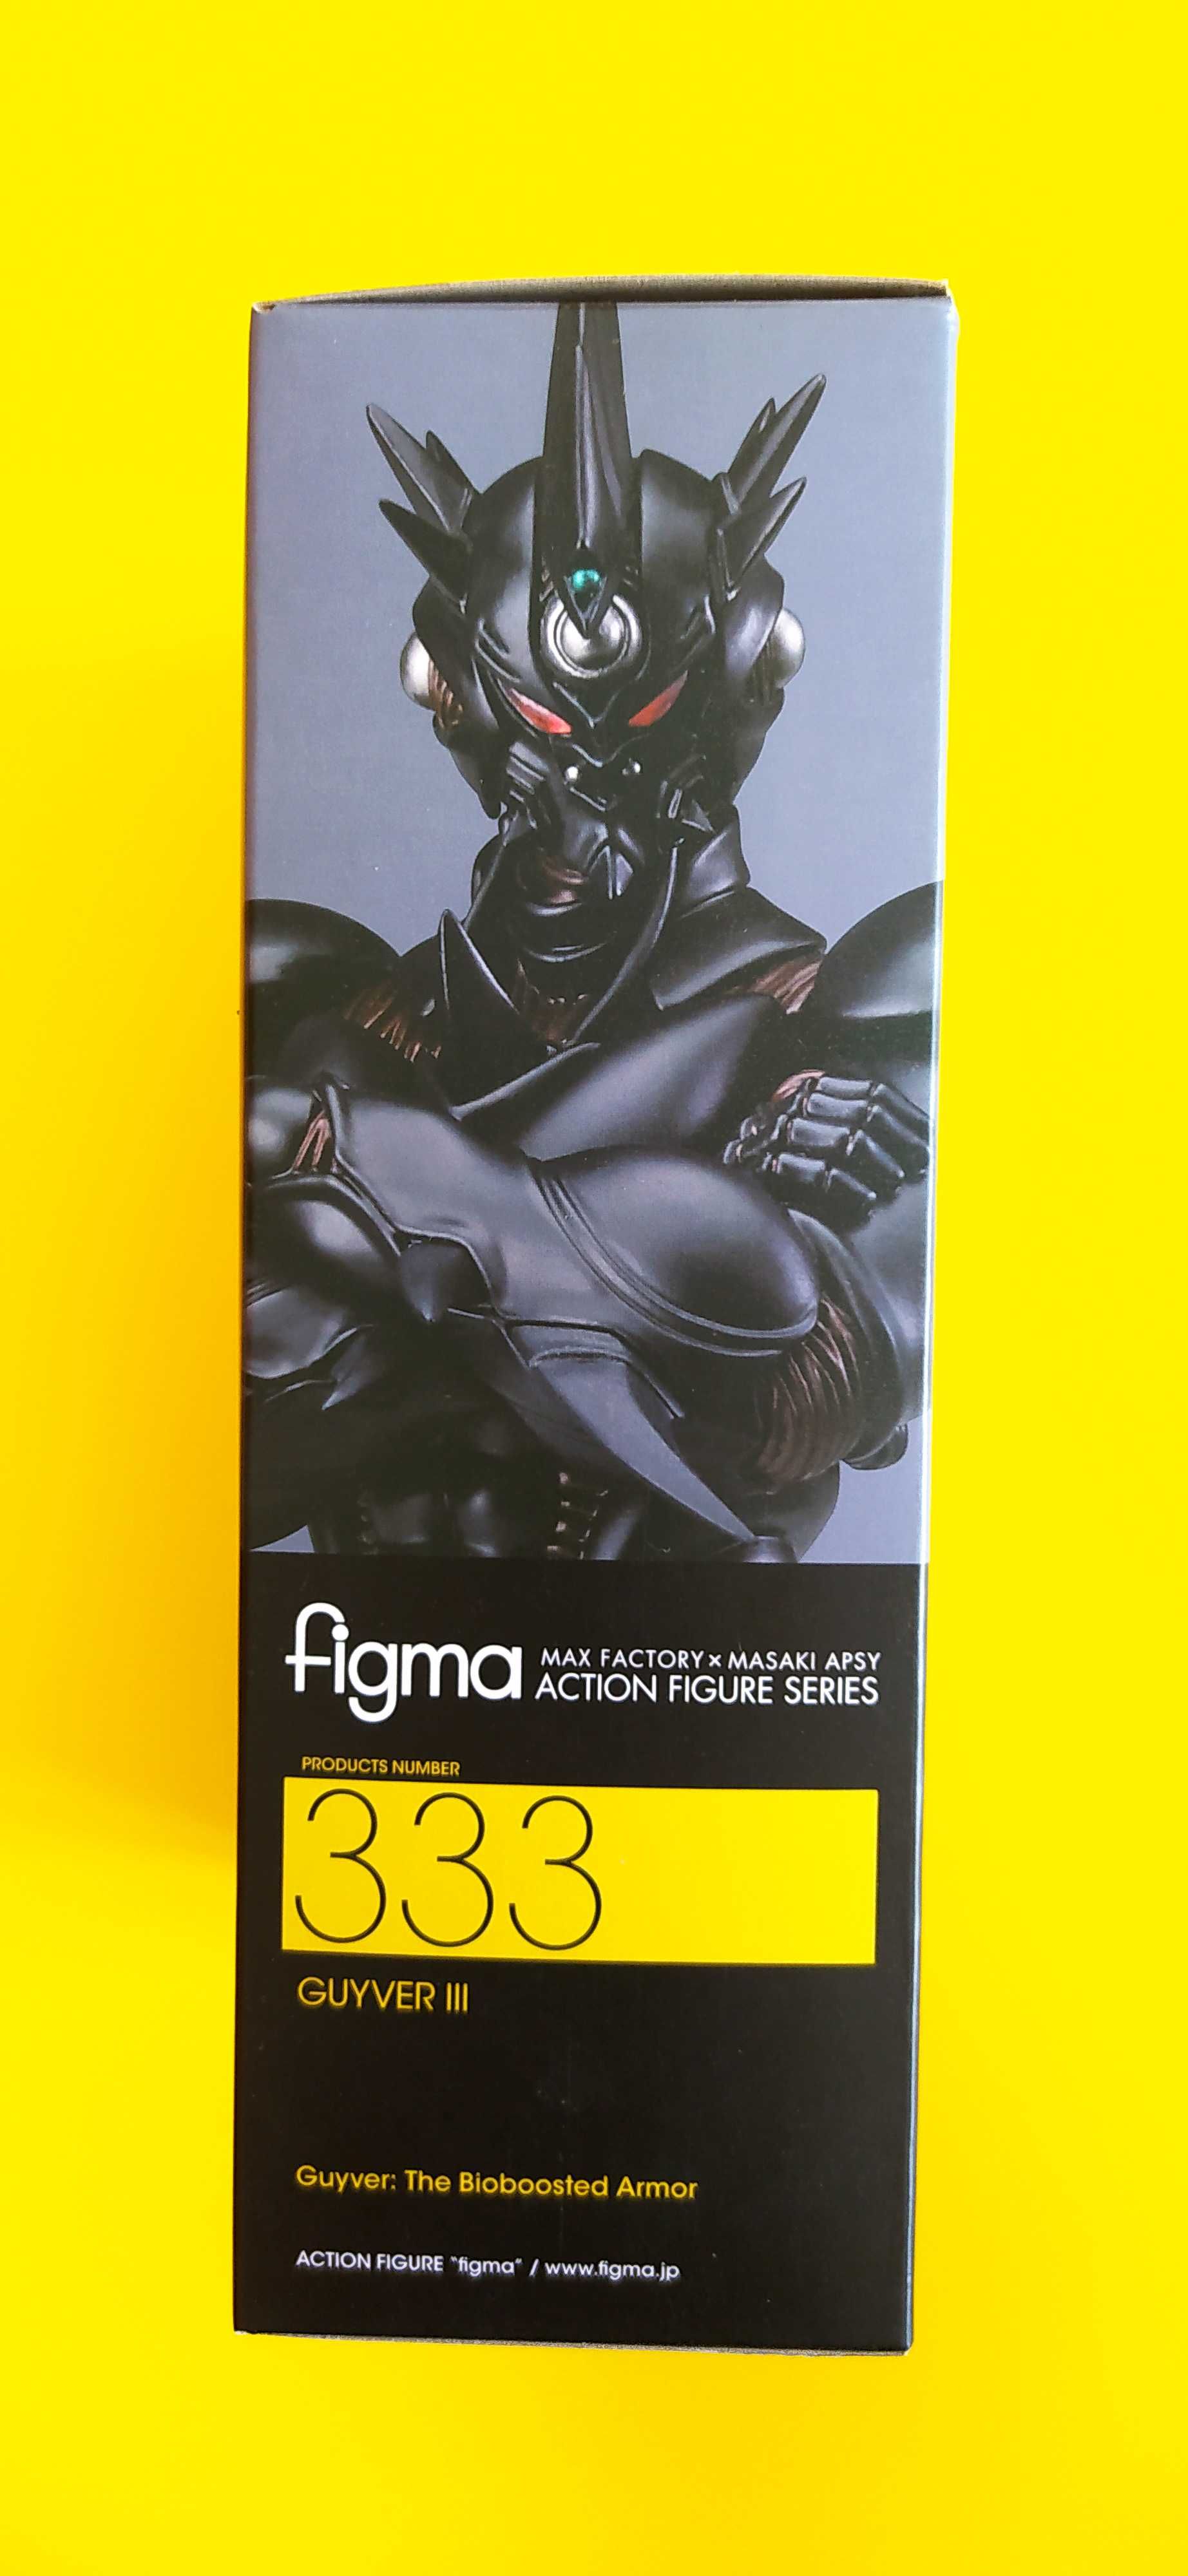 figma MAX FACTORY × MASAKI APSY
ACTION FIGURE SERIES
PRODUCTS NUMBER
333
GUYVER III
Guyver: The Bioboosted Armor
ACTION FIGURE "figma" / www.figma.jp